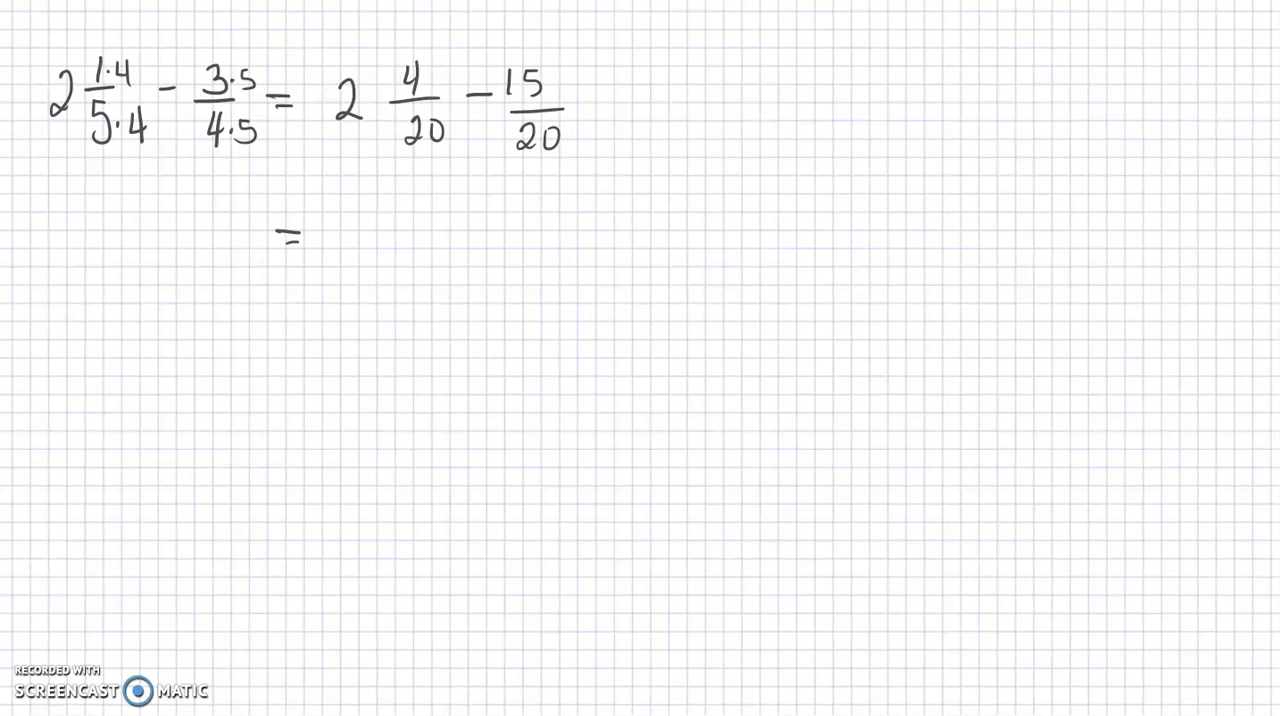 2 1·4/5·4 - 3·5/4·5 = 2 4/20 - 15/20
=
RECORDED WITH
SCREENCAST MATIC